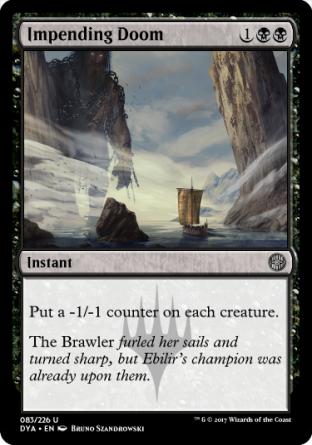 Impending Doom 1
Instant
Put a -1/-1 counter on each creature.
The Brawler furled her sails and
turned sharp, but Ebilir's champion was
already upon them.
083/226 U
DYA • EN Bruno Szandrowski
™ & © 2017 Wizards of the Coast